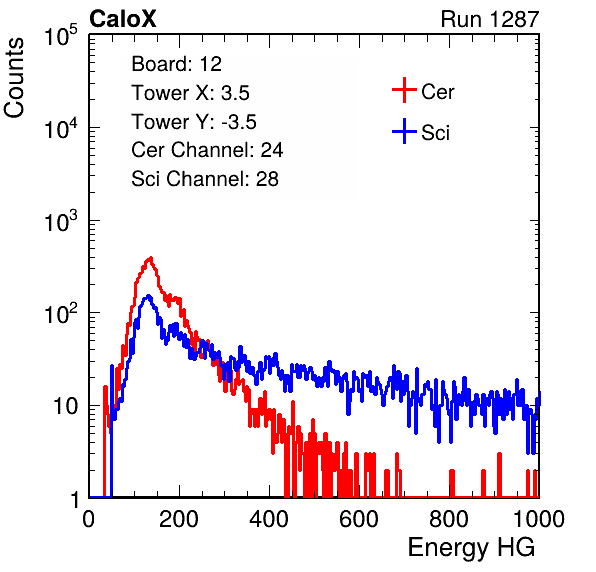 CaloX Run 1287
Counts
10^5
10^4
10^3
10^2
10
1
Board: 12
Tower X: 3.5
Tower Y: -3.5
Cer Channel: 24
Sci Channel: 28
Cer
Sci
0 200 400 600 800 1000
Energy HG